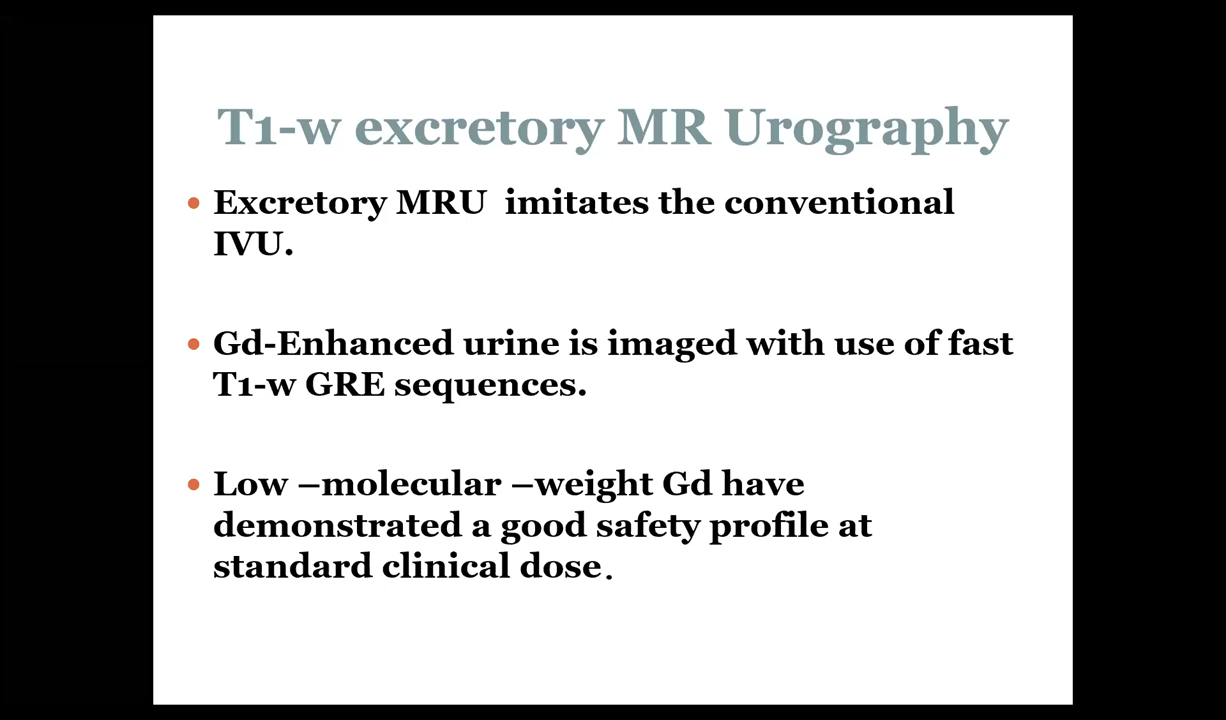 T1-w excretory MR Urography
• Excretory MRU  imitates the conventional
IVU.
• Gd-Enhanced urine is imaged with use of fast
T1-w GRE sequences.
• Low –molecular –weight Gd have
demonstrated a good safety profile at
standard clinical dose.